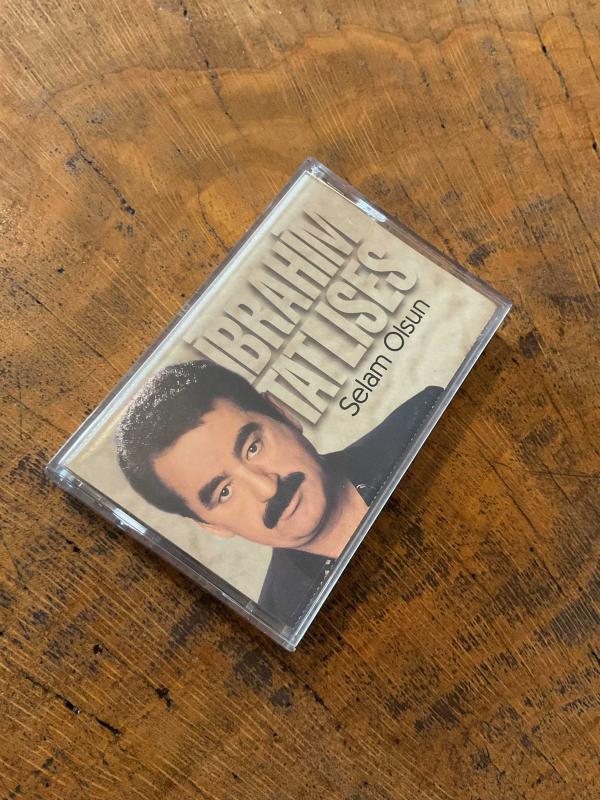 İBRAHİM
TATLISES
Selam Olsun